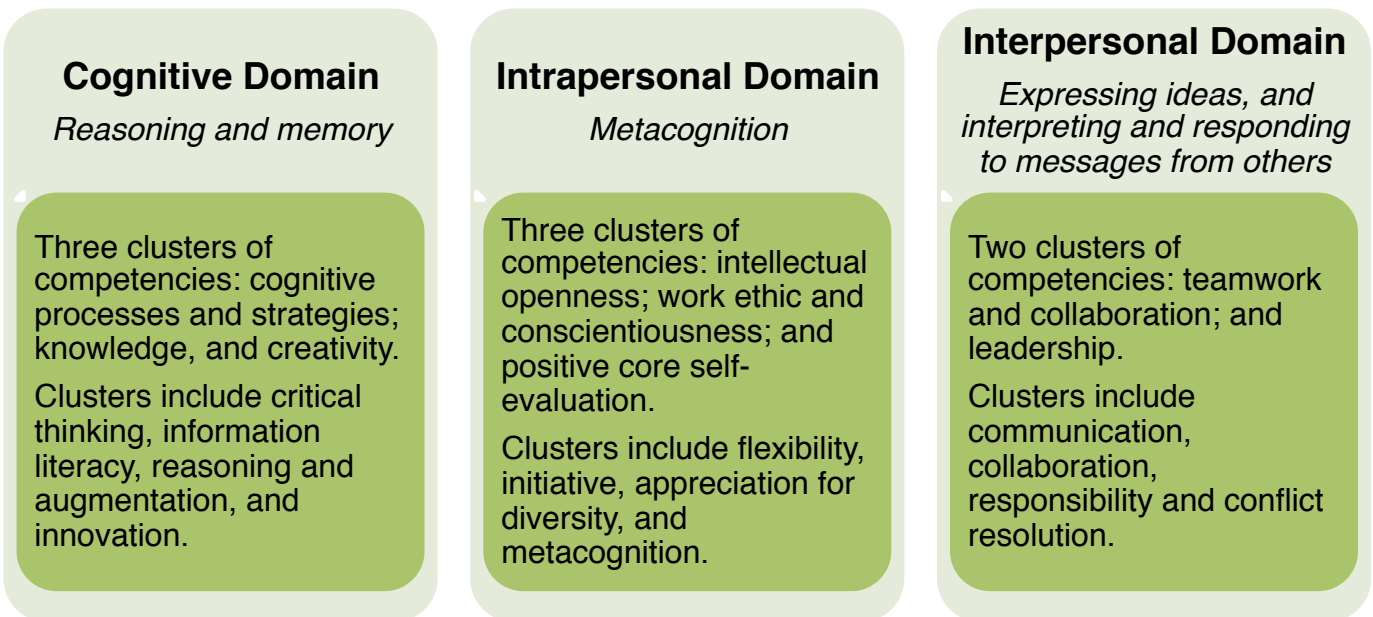 Cognitive Domain
Reasoning and memory
Three clusters of
competencies: cognitive
processes and strategies;
knowledge, and creativity.
Clusters include critical
thinking, information
literacy, reasoning and
augmentation, and
innovation.
Intrapersonal Domain
Metacognition
Three clusters of
competencies: intellectual
openness; work ethic and
conscientiousness; and
positive core self-
evaluation.
Clusters include flexibility,
initiative, appreciation for
diversity, and
metacognition.
Interpersonal Domain
Expressing ideas, and
interpreting and responding
to messages from others
Two clusters of
competencies: teamwork
and collaboration; and
leadership.
Clusters include
communication,
collaboration,
responsibility and conflict
resolution.